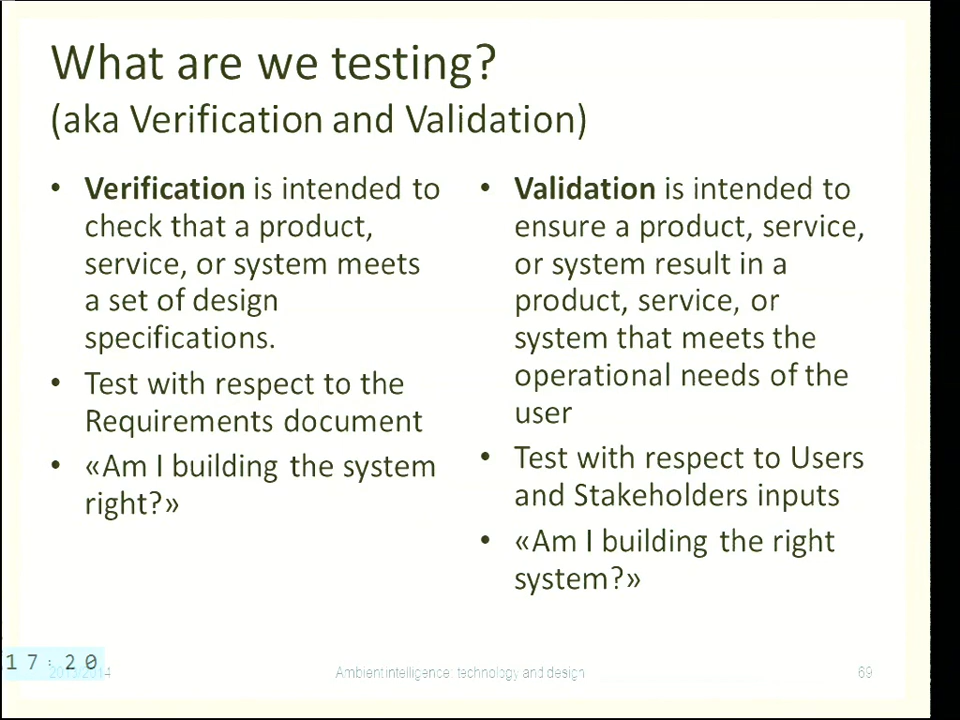 What are we testing?
(aka Verification and Validation)
• Verification is intended to
check that a product,
service, or system meets
a set of design
specifications.
• Test with respect to the
Requirements document
• «Am I building the system
right?»
• Validation is intended to
ensure a product, service,
or system result in a
product, service, or
system that meets the
operational needs of the
user
• Test with respect to Users
and Stakeholders inputs
• «Am I building the right
system?»
17:20
2013/2014
Ambient intelligence: technology and design
69